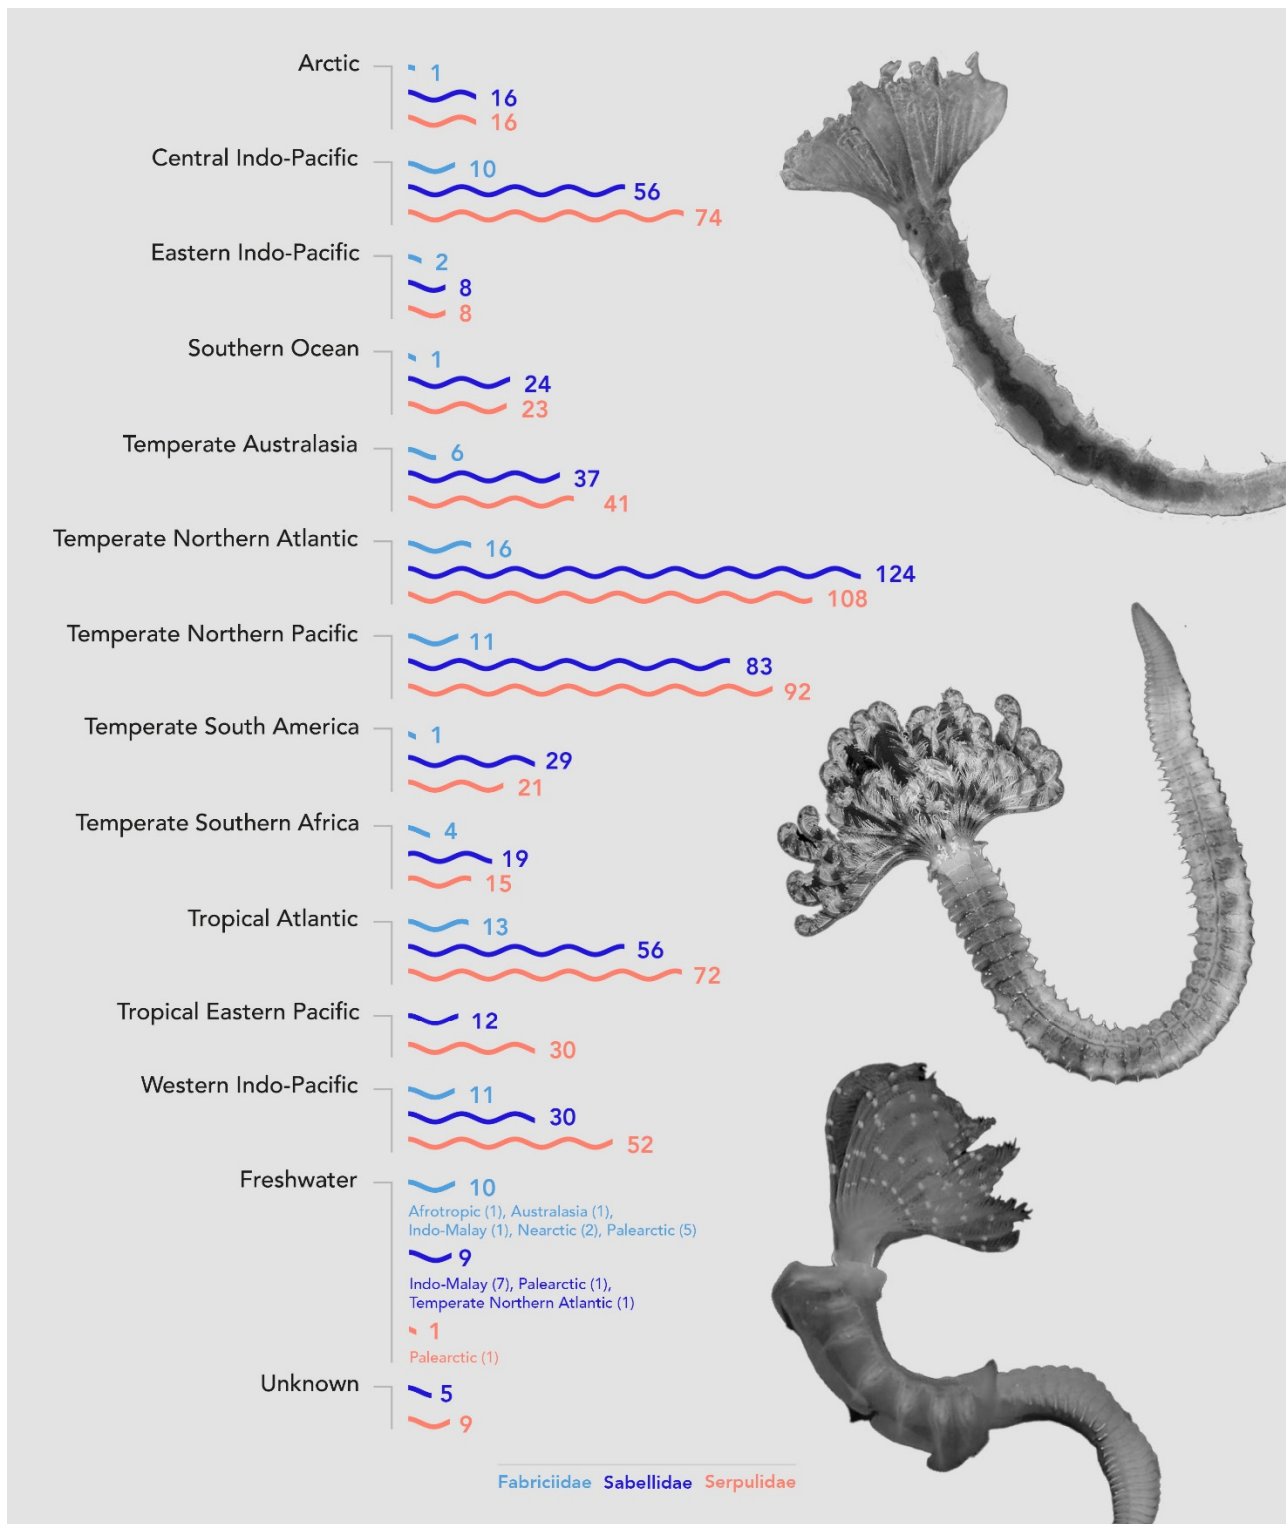 Arctic
1
16
16
Central Indo-Pacific
10
56
74
Eastern Indo-Pacific
2
8
8
Southern Ocean
1
24
23
Temperate Australasia
6
37
41
Temperate Northern Atlantic
16
124
108
Temperate Northern Pacific
11
83
92
Temperate South America
1
29
21
Temperate Southern Africa
4
19
15
Tropical Atlantic
13
56
72
Tropical Eastern Pacific
12
30
Western Indo-Pacific
11
30
52
Freshwater
10
Afrotropic (1), Australasia (1),
Indo-Malay (1), Nearctic (2), Palearctic (5)
9
Indo-Malay (7), Palearctic (1),
Temperate Northern Atlantic (1)
1
Palearctic (1)
Unknown
5
9
Fabriciidae Sabellidae Serpulidae